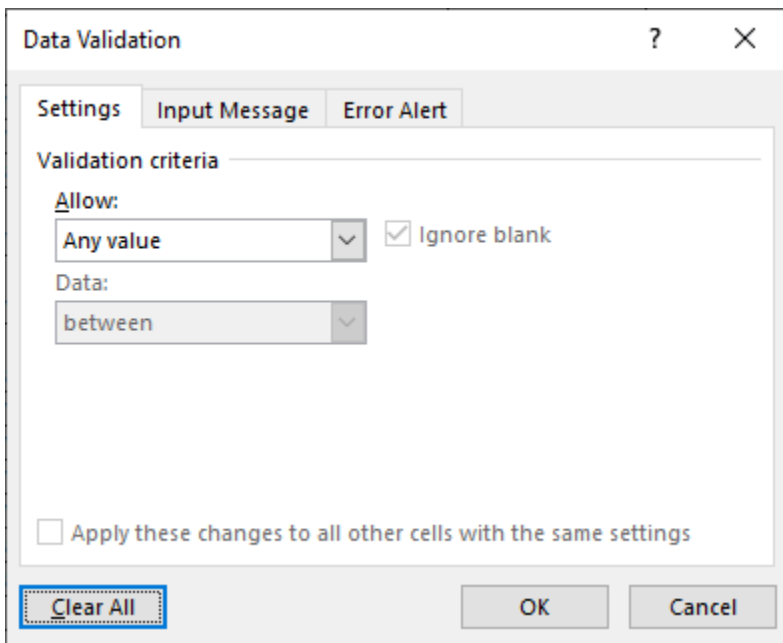 Data Validation ? ×
Settings Input Message Error Alert
Validation criteria
Allow:
Any value Ignore blank
Data:
between
Apply these changes to all other cells with the same settings
Clear All OK Cancel